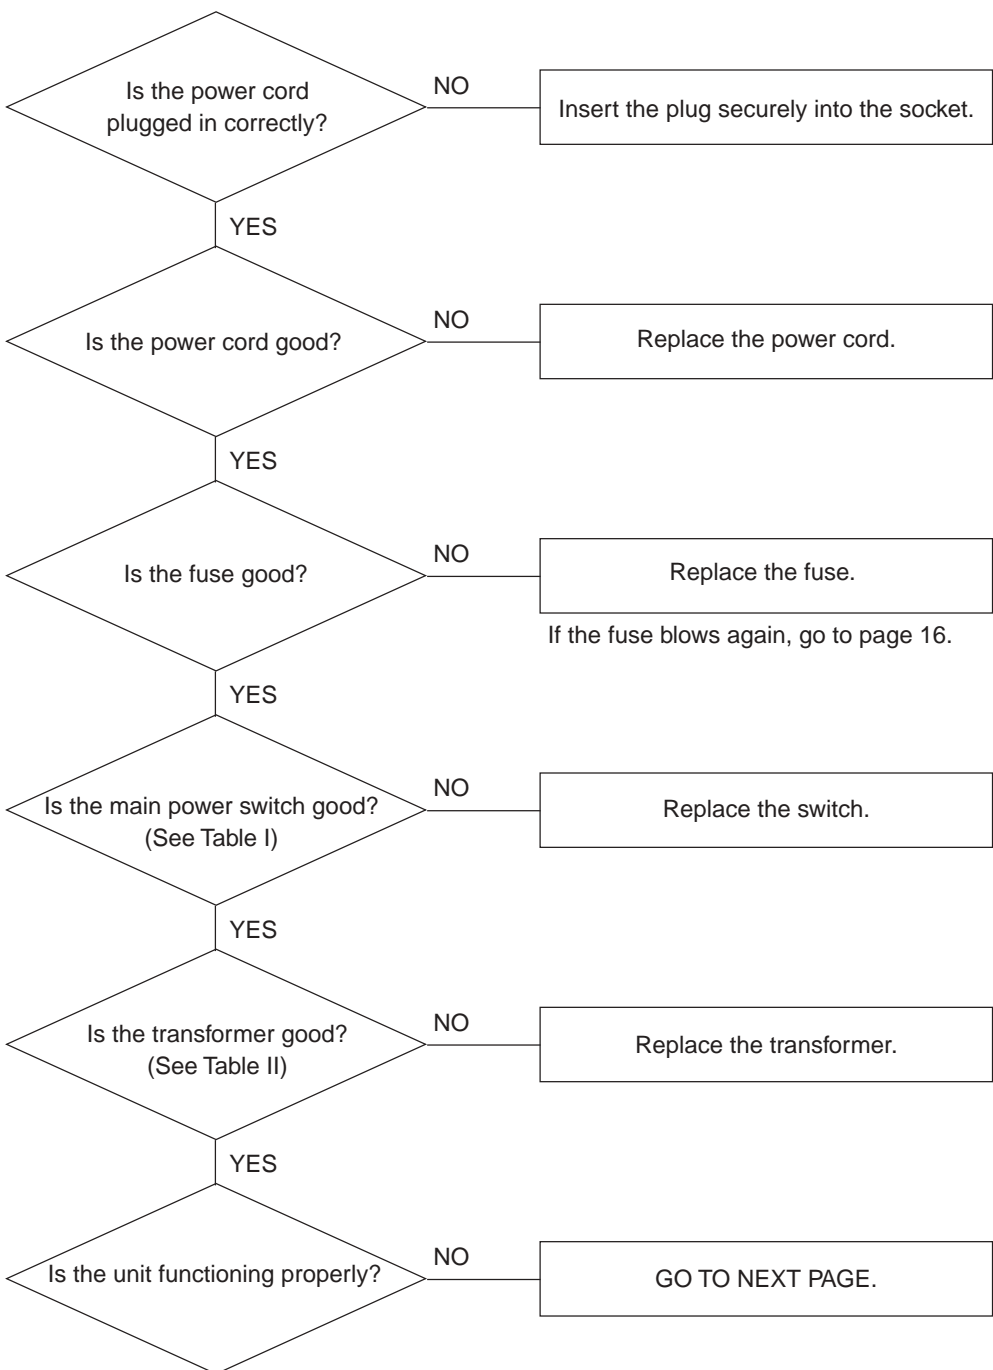 Is the power cord
plugged in correctly?
NO
Insert the plug securely into the socket.
YES
Is the power cord good?
NO
Replace the power cord.
YES
Is the fuse good?
NO
Replace the fuse.
If the fuse blows again, go to page 16.
YES
Is the main power switch good?
(See Table I)
NO
Replace the switch.
YES
Is the transformer good?
(See Table II)
NO
Replace the transformer.
YES
Is the unit functioning properly?
NO
GO TO NEXT PAGE.